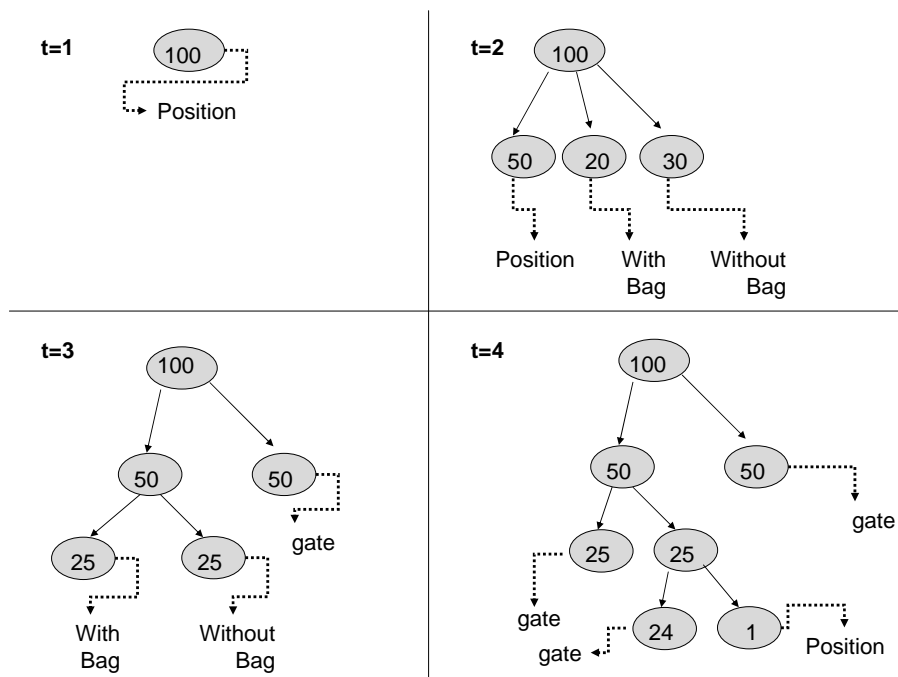 t=1
100
Position
t=2
100
50 20 30
Position With Without
Bag Bag
t=3
100
50 50
gate
25 25
With Without
Bag Bag
t=4
100
50 50
gate
25 25
gate
24 1
gate Position